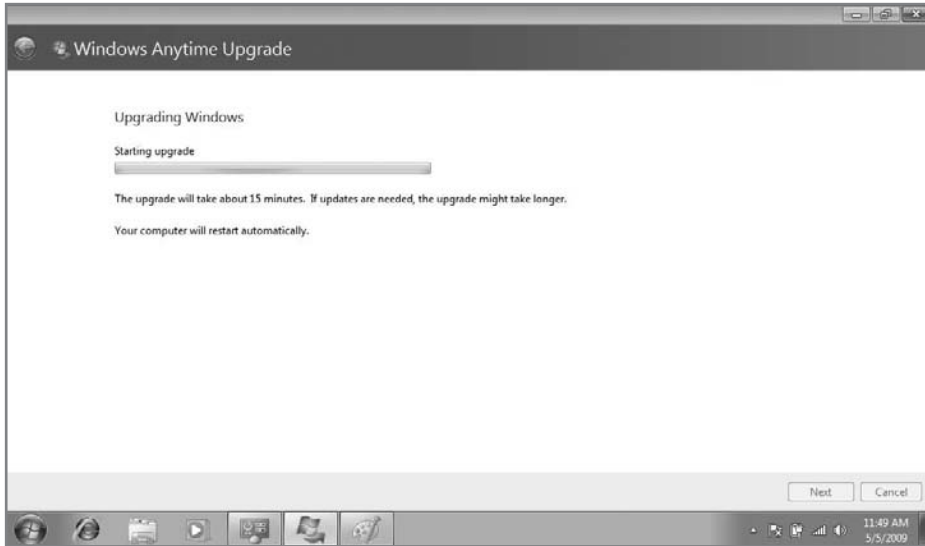 Windows Anytime Upgrade
Upgrading Windows
Starting upgrade
The upgrade will take about 15 minutes. If updates are needed, the upgrade might take longer.
Your computer will restart automatically.
Next
Cancel
11:49 AM
5/5/2009